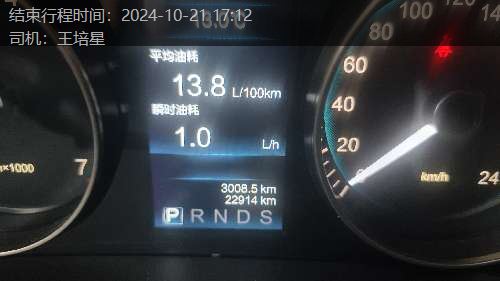 结束行程时间：2024-10-21 17:12
司机：王培星
平均油耗
13.8 L/100km
瞬时油耗
1.0 L/h
3008.5 km
22914 km
P R N D S
100
80
60
40
20
km/h
24
×1000
7